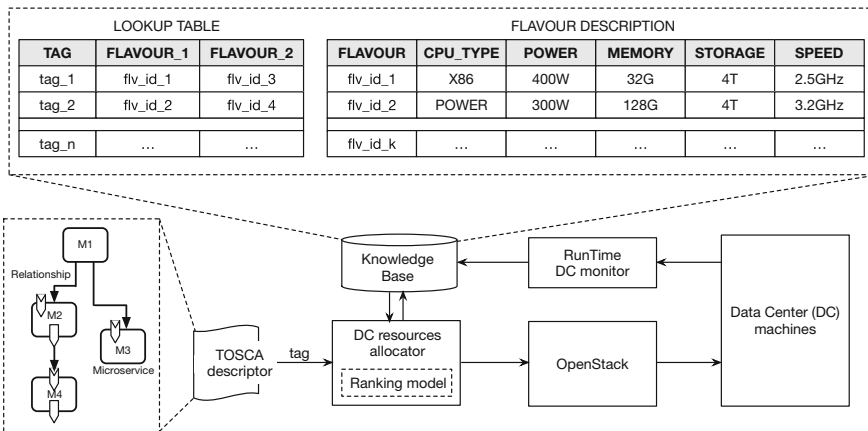 LOOKUP TABLE
FLAVOUR DESCRIPTION
TAG FLAVOUR_1 FLAVOUR_2
tag_1 flv_id_1 flv_id_3
tag_2 flv_id_2 flv_id_4
tag_n ... ...
FLAVOUR CPU_TYPE POWER MEMORY STORAGE SPEED
flv_id_1 X86 400W 32G 4T 2.5GHz
flv_id_2 POWER 300W 128G 4T 3.2GHz
flv_id_k ... ... ... ... ...
M1
Relationship
M2
M3
Microservice
M4
TOSCA
descriptor
tag
Knowledge
Base
DC resources
allocator
Ranking model
RunTime
DC monitor
OpenStack
Data Center (DC)
machines